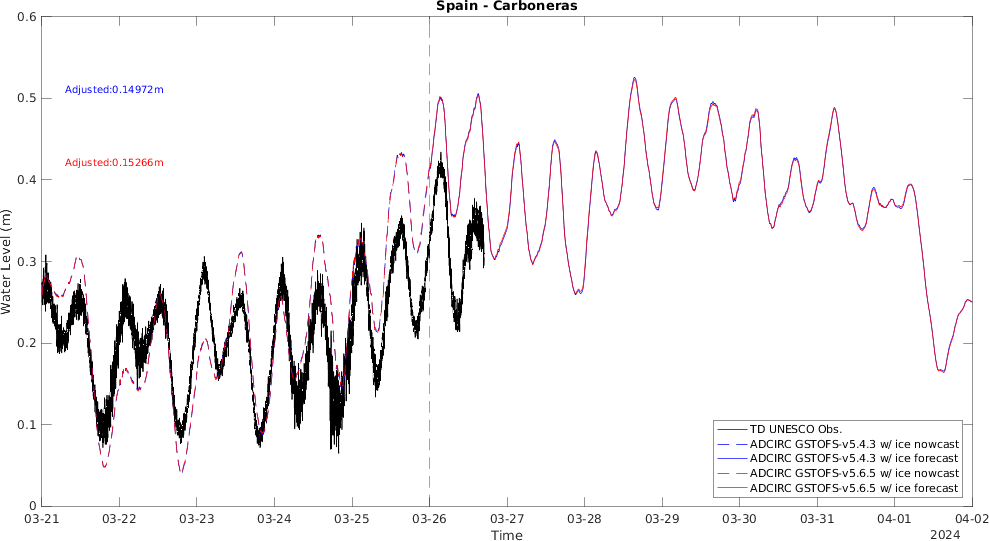 Spain - Carboneras
0.6
0.5
0.4
0.3
0.2
0.1
0
Water Level (m)
Adjusted:0.14972m
Adjusted:0.15266m
TD UNESCO Obs.
ADCIRC GSTOFS-v5.4.3 w/ ice nowcast
ADCIRC GSTOFS-v5.4.3 w/ ice forecast
ADCIRC GSTOFS-v5.6.5 w/ ice nowcast
ADCIRC GSTOFS-v5.6.5 w/ ice forecast
03-21 03-22 03-23 03-24 03-25 03-26 03-27 03-28 03-29 03-30 03-31 04-01 04-02
Time
2024